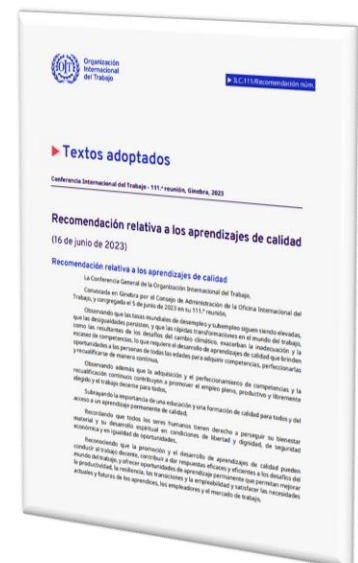 Organización
Internacional
del Trabajo
ILC.111/Recomendación núm.
Textos adoptados
Conferencia Internacional del Trabajo - 111.ª reunión, Ginebra, 2023
Recomendación relativa a los aprendizajes de calidad
(16 de junio de 2023)
Recomendación relativa a los aprendizajes de calidad
La Conferencia General de la Organización Internacional del Trabajo,
Convocada en Ginebra por el Consejo de Administración de la Oficina Internacional del
Trabajo, y congregada el 5 de junio de 2023 en su 111.ª reunión,
Observando que las tasas mundiales de desempleo y subempleo siguen siendo elevadas,
que las desigualdades persisten, y que las rápidas transformaciones en el mundo del trabajo,
como las resultantes de los desafíos del cambio climático, exacerban la inadecuación y la
escasez de competencias, lo que requiere el desarrollo de aprendizajes de calidad que brinden
oportunidades a las personas de todas las edades para adquirir competencias, perfeccionarlas
y recualificarse de manera continua,
Observando además que la adquisición y el perfeccionamiento de competencias y la
recualificación continuos contribuyen a promover el empleo pleno, productivo y libremente
elegido y el trabajo decente para todos,
Subrayando la importancia de una educación y una formación de calidad para todos y del
acceso a un aprendizaje permanente de calidad,
Recordando que todos los seres humanos tienen derecho a perseguir su bienestar
material y su desarrollo espiritual en condiciones de libertad y dignidad, de seguridad
económica y en igualdad de oportunidades,
Reconociendo que la promoción y el desarrollo de aprendizajes de calidad pueden
conducir al trabajo decente, contribuir a dar respuestas eficaces y eficientes a los desafíos del
mundo del trabajo, y ofrecer oportunidades de aprendizaje permanente que permitan mejorar
la productividad, la resiliencia, las transiciones y la empleabilidad y satisfacer las necesidades
actuales y futuras de los aprendices, los empleadores y el mercado de trabajo,